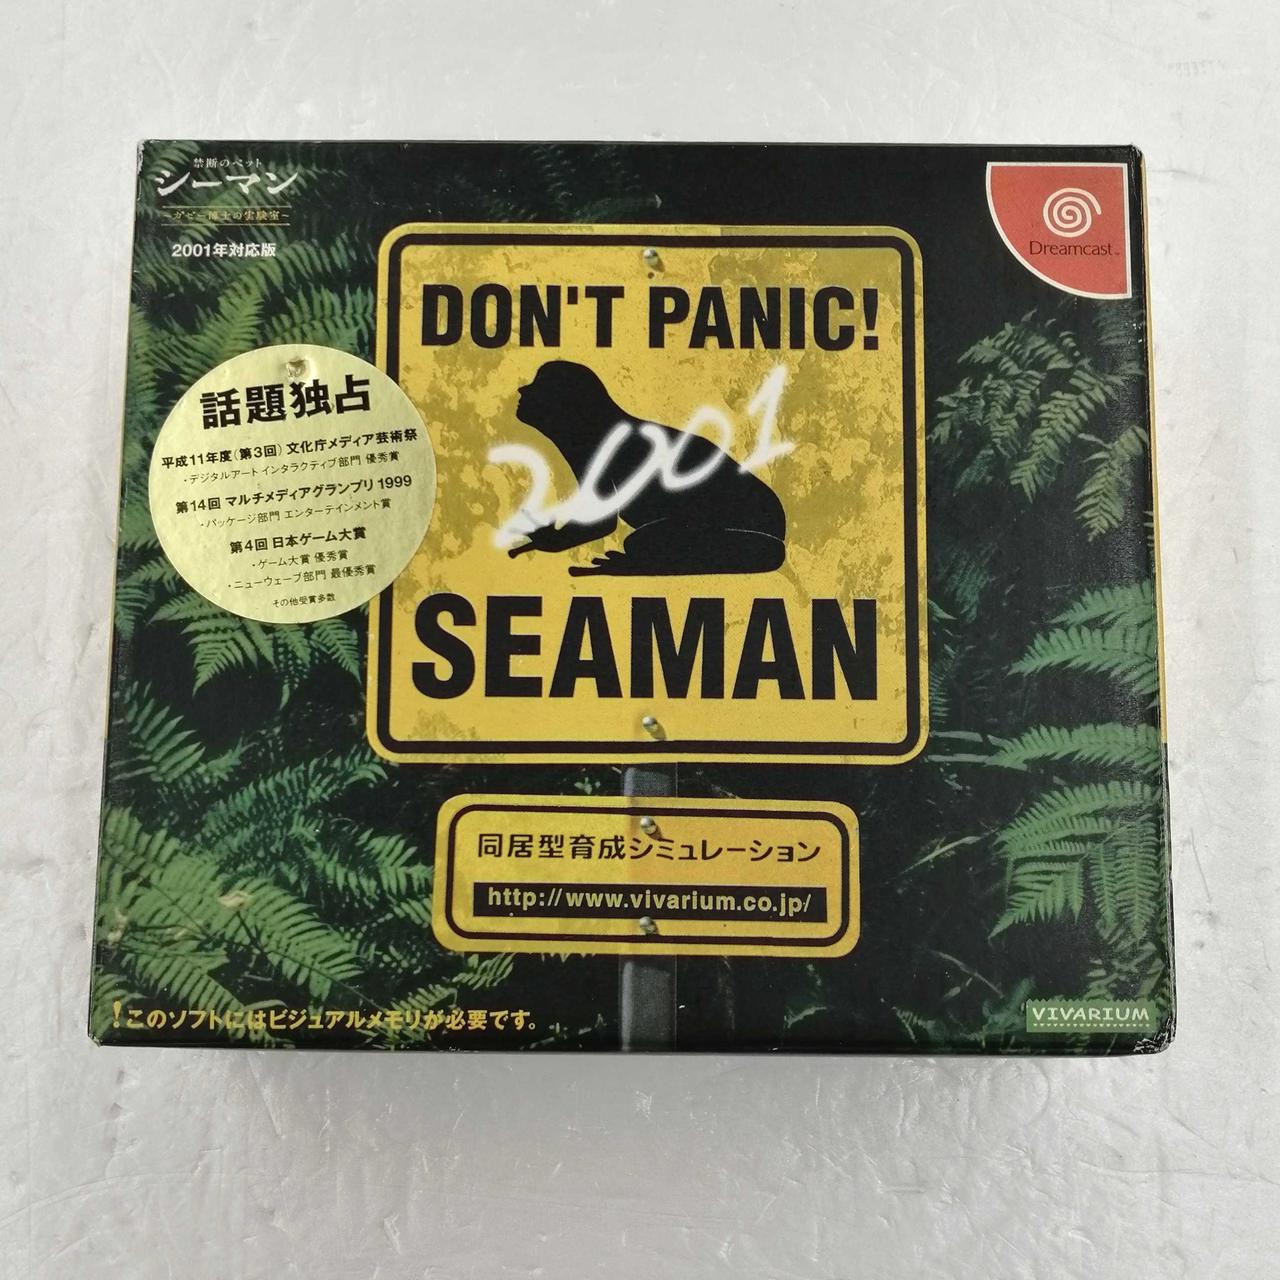 禁断のペット
シーマン
~ガゼー博士の実験室~
2001年対応版
Dreamcast™
DON'T PANIC!
2001
SEAMAN
話題独占
平成11年度(第3回) 文化庁メディア芸術祭
・デジタルアートインタラクティブ部門 優秀賞
第14回 マルチメディアグランプリ1999
・パッケージ部門 エンターテインメント賞
第4回 日本ゲーム大賞
・ゲーム大賞 優秀賞
・ニューウェーブ部門 最優秀賞
その他受賞多数
同居型育成シミュレーション
http://www.vivarium.co.jp/
!このソフトにはビジュアルメモリが必要です。
VIVARIUM